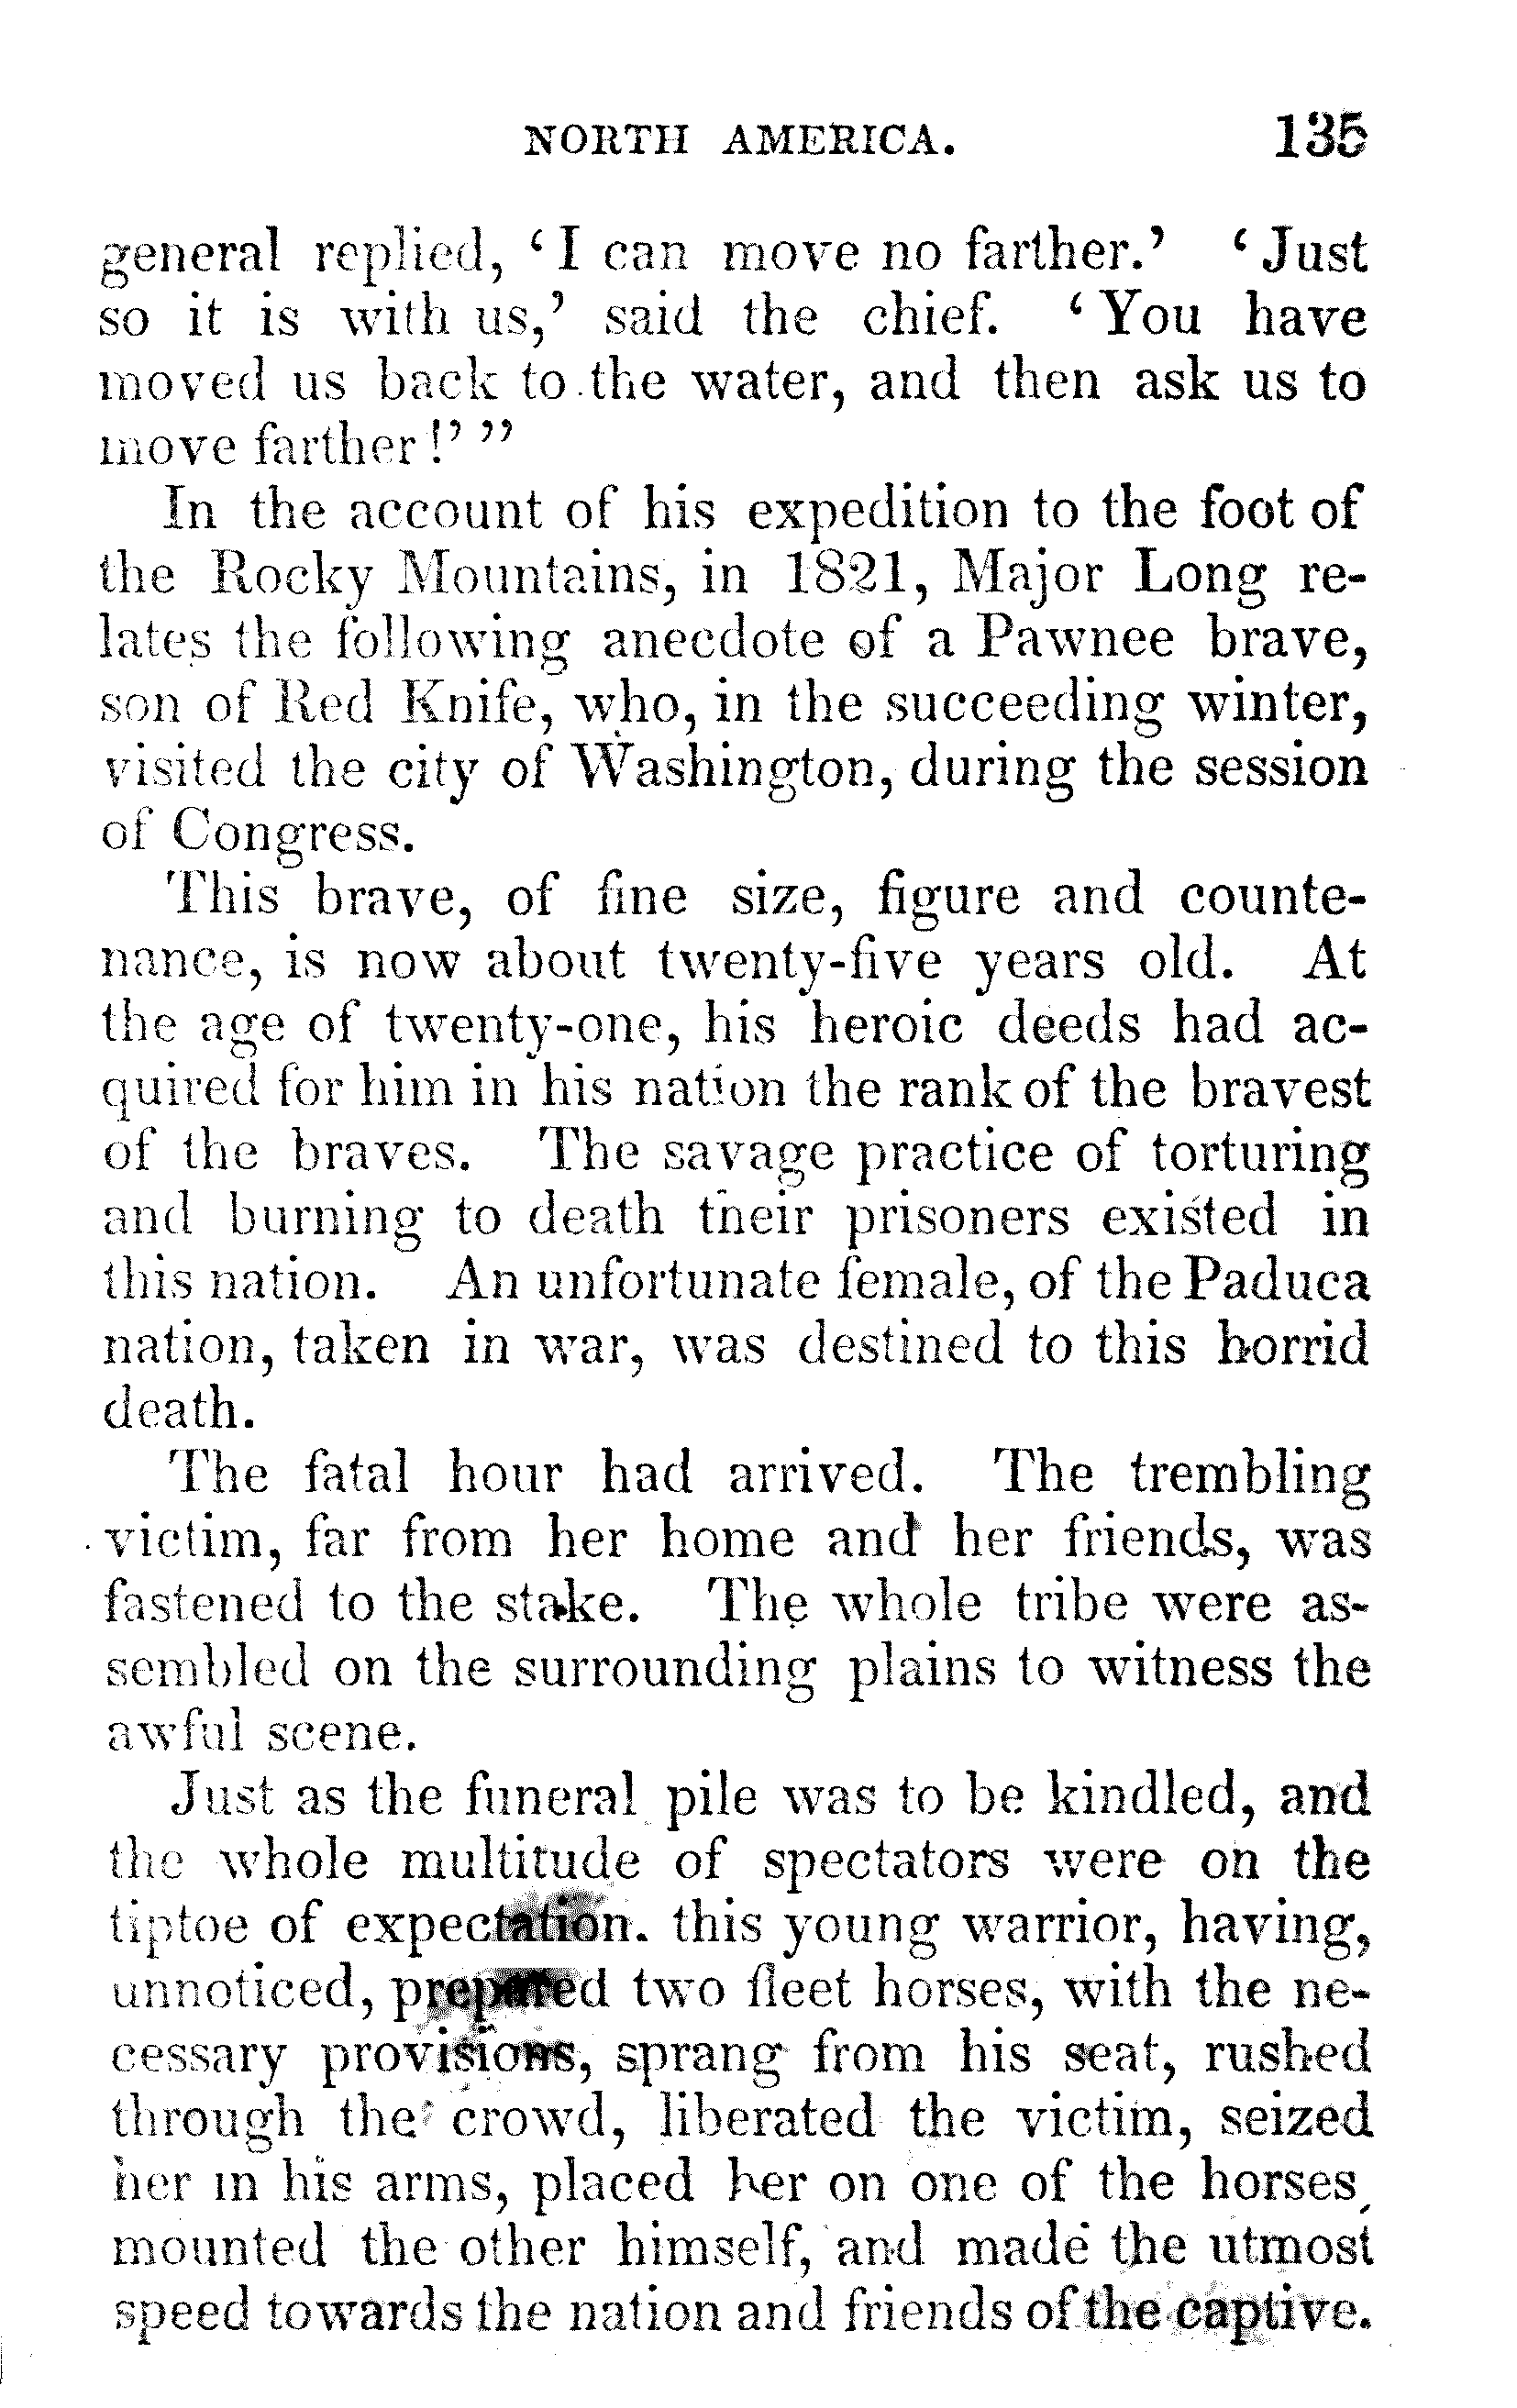 NORTH AMERICA. 135
general replied, ‘I can move no farther.’ ‘Just
so it is with us,’ said the chief. ‘You have
moved us back to the water, and then ask us to
move farther!’”
In the account of his expedition to the foot of
the Rocky Mountains, in 1821, Major Long re-
lates the following anecdote of a Pawnee brave,
son of Red Knife, who, in the succeeding winter,
visited the city of Washington, during the session
of Congress.
This brave, of fine size, figure and counte-
nance, is now about twenty-five years old. At
the age of twenty-one, his heroic deeds had ac-
quired for him in his nation the rank of the bravest
of the braves. The savage practice of torturing
and burning to death their prisoners existed in
this nation. An unfortunate female, of the Paduca
nation, taken in war, was destined to this horrid
death.
The fatal hour had arrived. The trembling
victim, far from her home and her friends, was
fastened to the stake. The whole tribe were as-
sembled on the surrounding plains to witness the
awful scene.
Just as the funeral pile was to be kindled, and
the whole multitude of spectators were on the
tiptoe of expectation. this young warrior, having,
unnoticed, prepared two fleet horses, with the ne-
cessary provisions, sprang from his seat, rushed
through the crowd, liberated the victim, seized
her in his arms, placed her on one of the horses,
mounted the other himself, and made the utmost
speed towards the nation and friends of the captive.